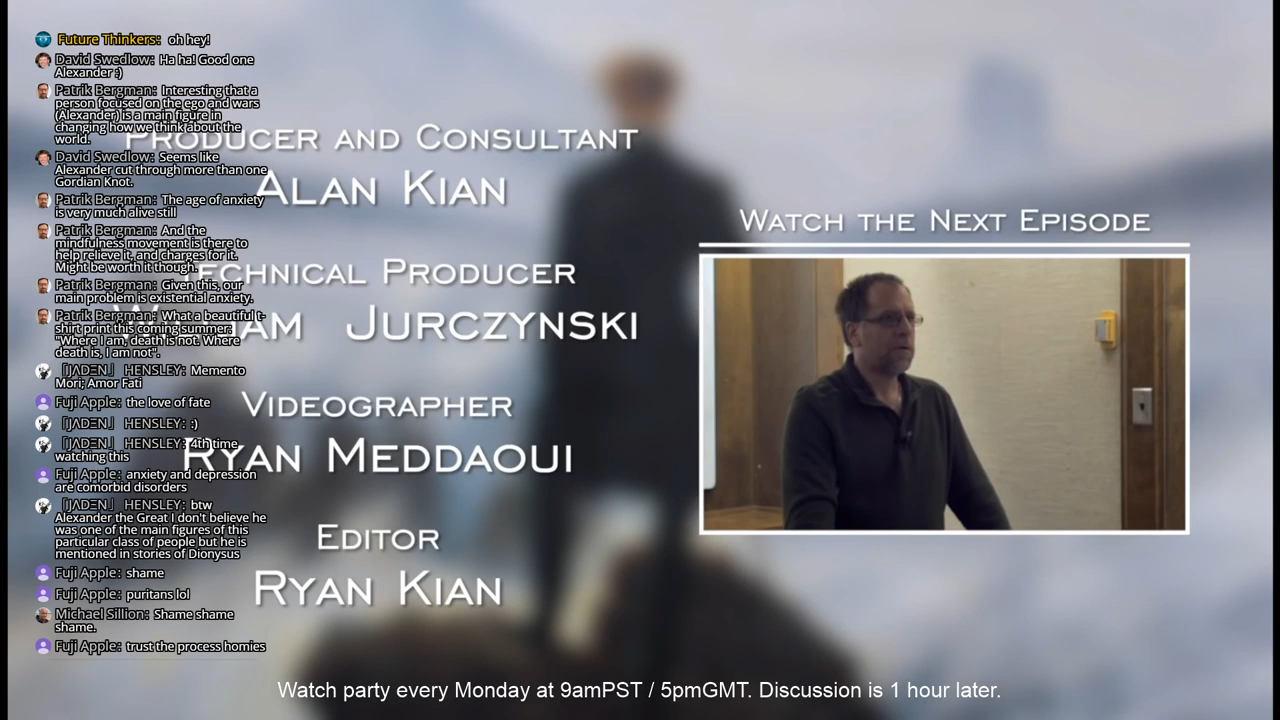 Future Thinkers: oh hey!
David Swedlow: Ha ha! Good one
Alexander :)
Patrik Bergman: Interesting that a
person focused on the ego and wars
(Alexander) is a main figure in
changing how we think about the
world.
David Swedlow: Seems like
Alexander cut through more than one
Gordian Knot.
Patrik Bergman: The age of anxiety
is very much alive still
Patrik Bergman: And the
mindfulness movement is there to
help relieve it, and charges for it.
Might be worth it though.
Patrik Bergman: Given this, our
main problem is existential anxiety.
Patrik Bergman: What a beautiful t-
shirt print this coming summer:
"Where I am, death is not. Where
death is, I am not".
「JΛDΞN」 HENSLEY: Memento
Mori; Amor Fati
Fuji Apple: the love of fate
「JΛDΞN」 HENSLEY: :)
「JΛDΞN」 HENSLEY: 4th time
watching this
Fuji Apple: anxiety and depression
are comorbid disorders
「JΛDΞN」 HENSLEY: btw
Alexander the Great I don't believe he
was one of the main figures of this
particular class of people but he is
mentioned in stories of Dionysus
Fuji Apple: shame
Fuji Apple: puritans lol
Michael Sillion: Shame shame
shame.
Fuji Apple: trust the process homies
Producer and Consultant
Alan Kian
Technical Producer
Jurczynski
Videographer
Ryan Meddaoui
Editor
Ryan Kian
Watch the Next Episode
Watch party every Monday at 9amPST / 5pmGMT. Discussion is 1 hour later.